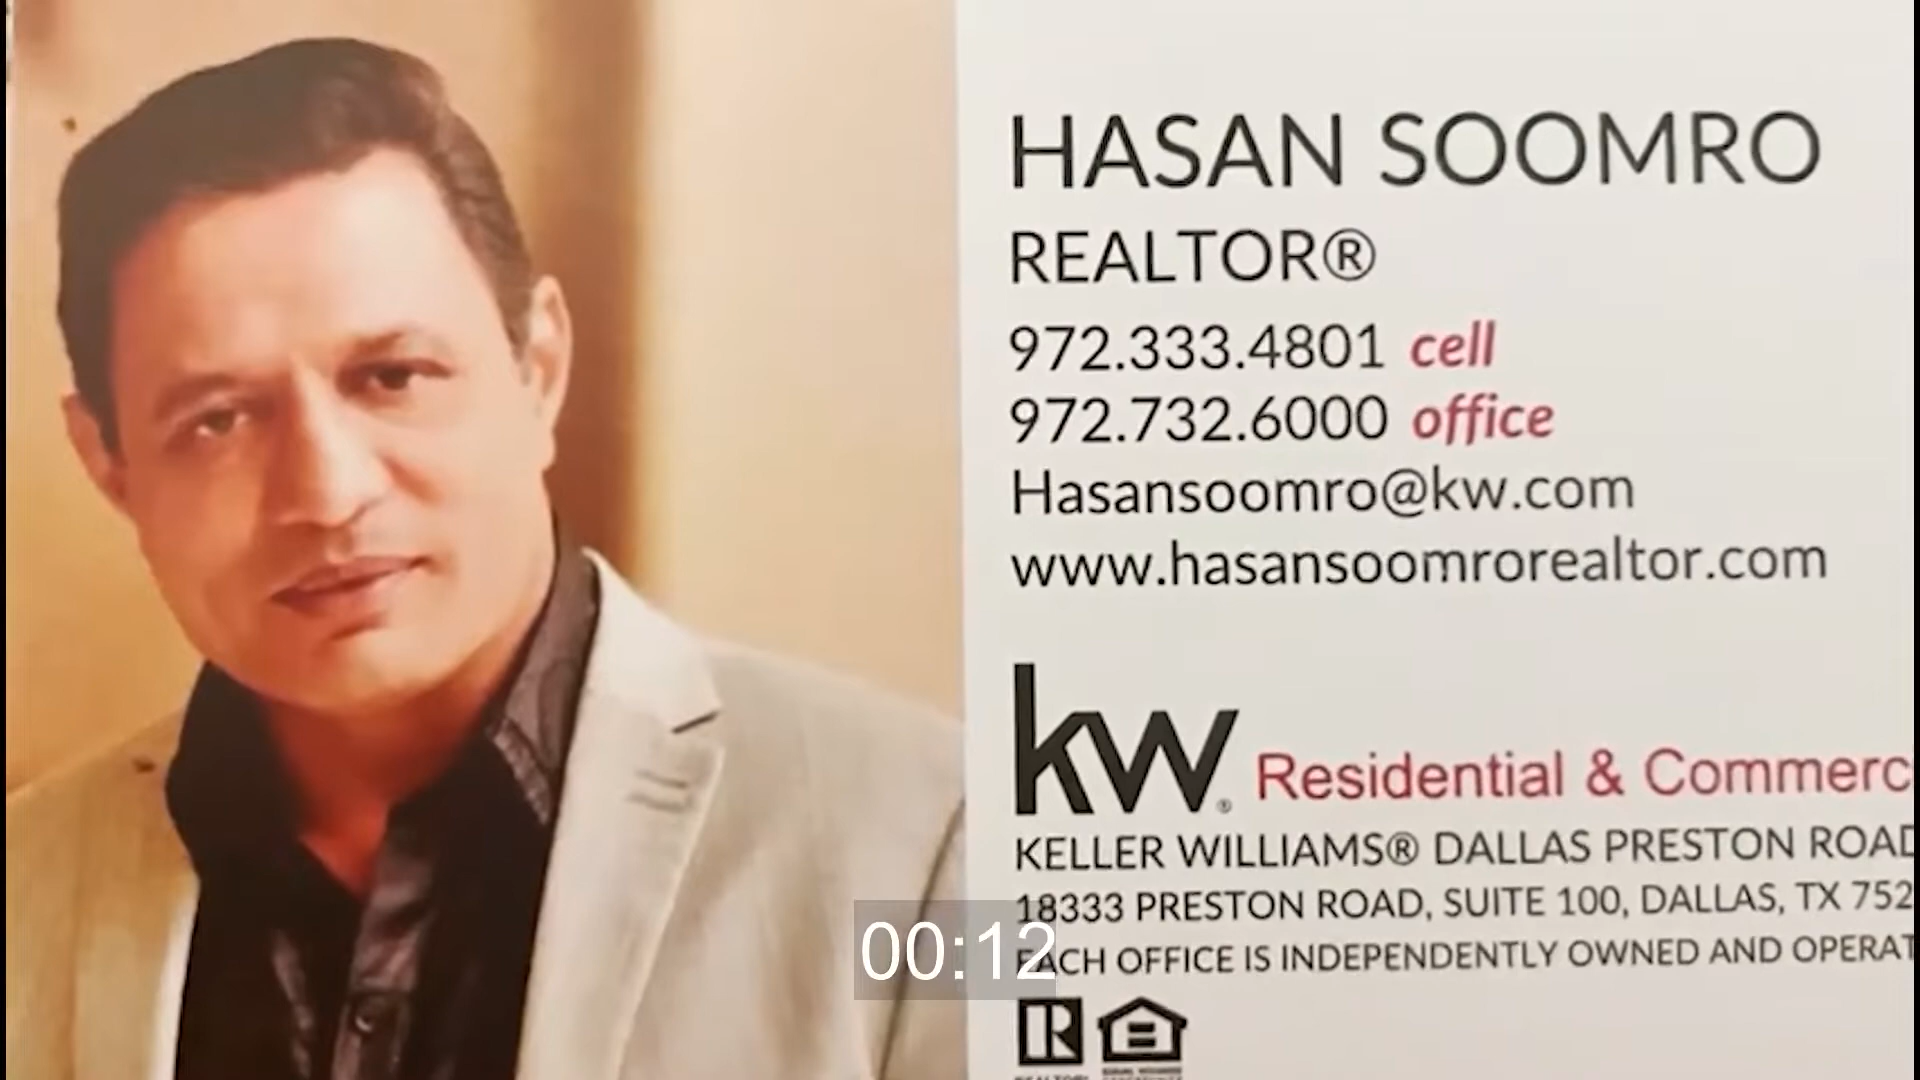 HASAN SOOMRO
REALTOR®
972.333.4801 cell
972.732.6000 office
Hasansoomro@kw.com
www.hasansoomrorealtor.com
kw® Residential & Commerc
KELLER WILLIAMS® DALLAS PRESTON ROAD
18333 PRESTON ROAD, SUITE 100, DALLAS, TX 752
EACH OFFICE IS INDEPENDENTLY OWNED AND OPERAT
00:12
R